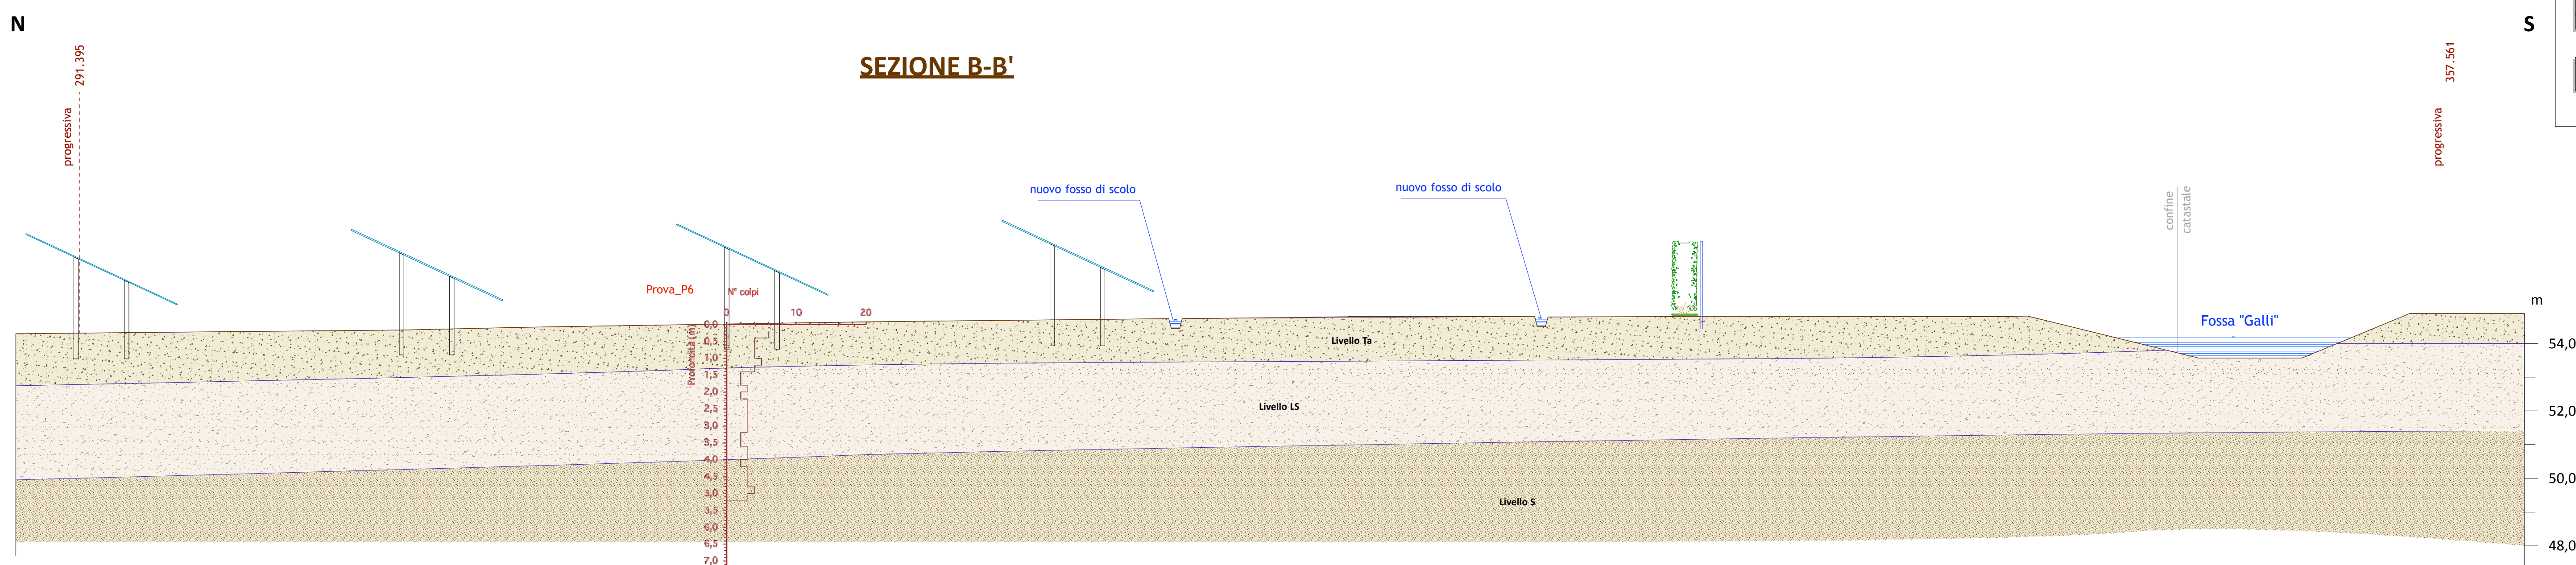 N
S
291.395
progressiva
SEZIONE B-B'
357.561
progressiva
nuovo fosso di scolo
nuovo fosso di scolo
confine
catastale
Prova_P6
N° colpi
0
10
20
Profondità (m)
0,0
0,5
1,0
1,5
2,0
2,5
3,0
3,5
4,0
4,5
5,0
5,5
6,0
6,5
7,0
Livello Ta
Livello LS
Livello S
Fossa "Galli"
m
54,0
52,0
50,0
48,0